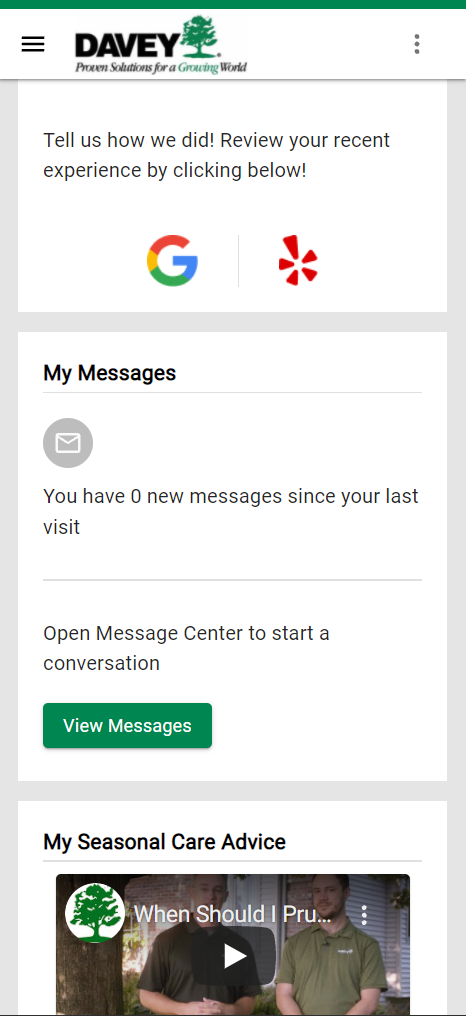 DAVEY
Proven Solutions for a Growing World
Tell us how we did! Review your recent
experience by clicking below!
My Messages
You have 0 new messages since your last
visit
Open Message Center to start a
conversation
View Messages
My Seasonal Care Advice
When Should I Pru...